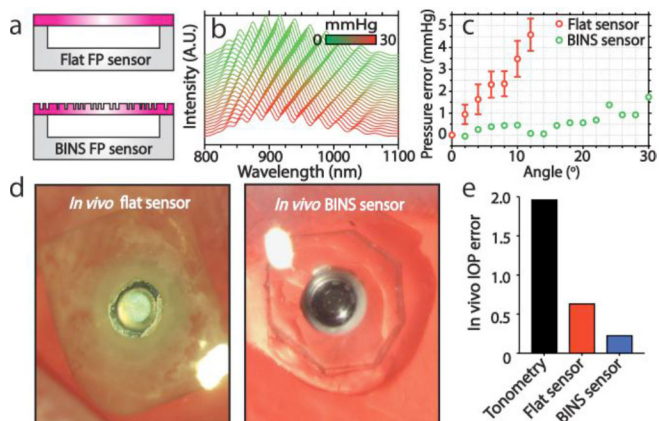 a
Flat FP sensor
BINS FP sensor
b
mmHg
0
30
Intensity (A.U.)
800
900
1000
1100
Wavelength (nm)
c
Flat sensor
BINS sensor
Pressure error (mmHg)
5
4
3
2
1
0
0
10
20
30
Angle (º)
d
In vivo flat sensor
In vivo BINS sensor
e
In vivo IOP error
2.0
1.5
1.0
0.5
0
Tonometry
Flat sensor
BINS sensor